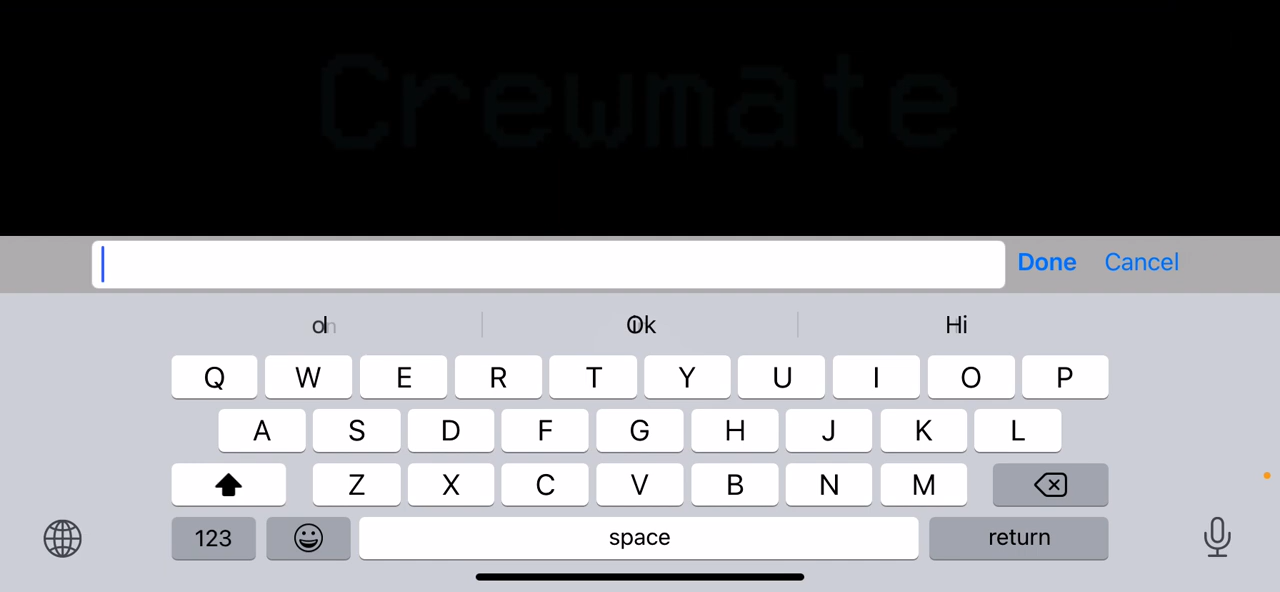 Crewmate
Done Cancel
Ok Hi
Q W E R T Y U I O P
A S D F G H J K L
Z X C V B N M
123 space return